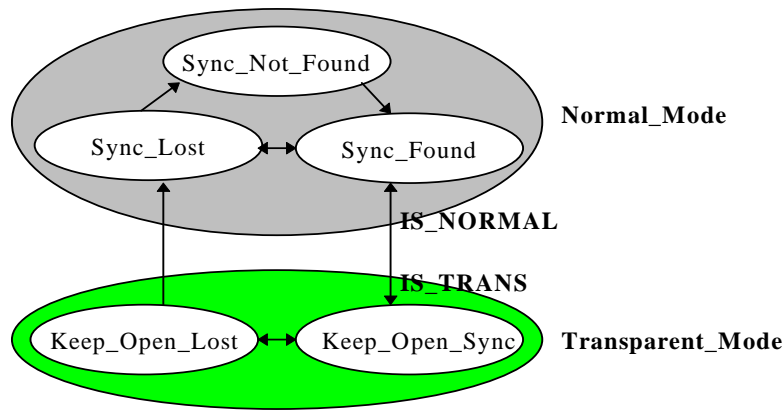 Sync_Not_Found
Normal_Mode
Sync_Lost
Sync_Found
IS_NORMAL
IS_TRANS
Keep_Open_Lost
Keep_Open_Sync
Transparent_Mode